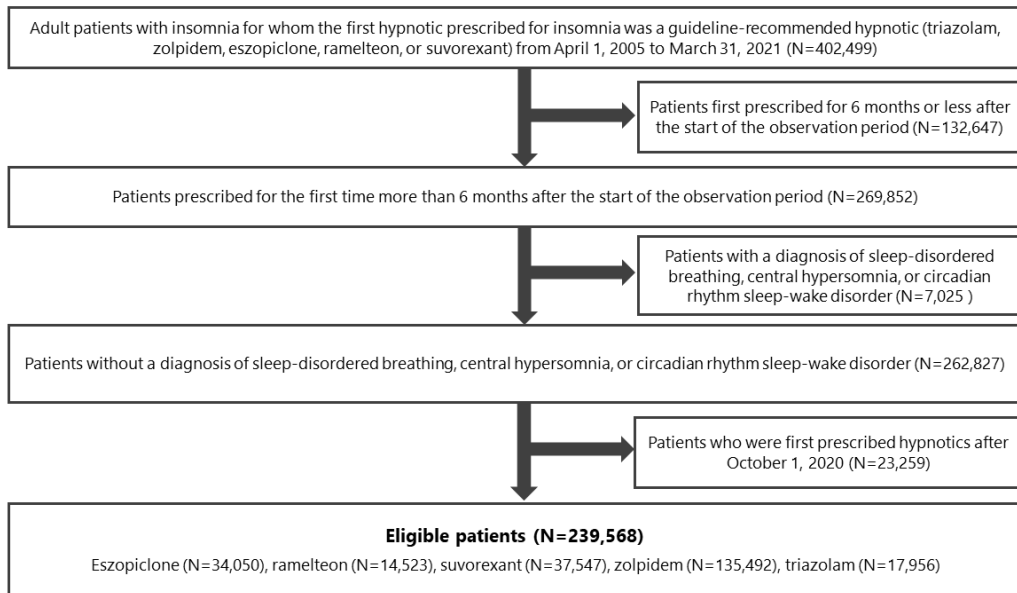 Adult patients with insomnia for whom the first hypnotic prescribed for insomnia was a guideline-recommended hypnotic (triazolam,
zolpidem, eszopiclone, ramelteon, or suvorexant) from April 1, 2005 to March 31, 2021 (N=402,499)
Patients first prescribed for 6 months or less after
the start of the observation period (N=132,647)
Patients prescribed for the first time more than 6 months after the start of the observation period (N=269,852)
Patients with a diagnosis of sleep-disordered
breathing, central hypersomnia, or circadian
rhythm sleep-wake disorder (N=7,025 )
Patients without a diagnosis of sleep-disordered breathing, central hypersomnia, or circadian rhythm sleep-wake disorder (N=262,827)
Patients who were first prescribed hypnotics after
October 1, 2020 (N=23,259)
Eligible patients (N=239,568)
Eszopiclone (N=34,050), ramelteon (N=14,523), suvorexant (N=37,547), zolpidem (N=135,492), triazolam (N=17,956)